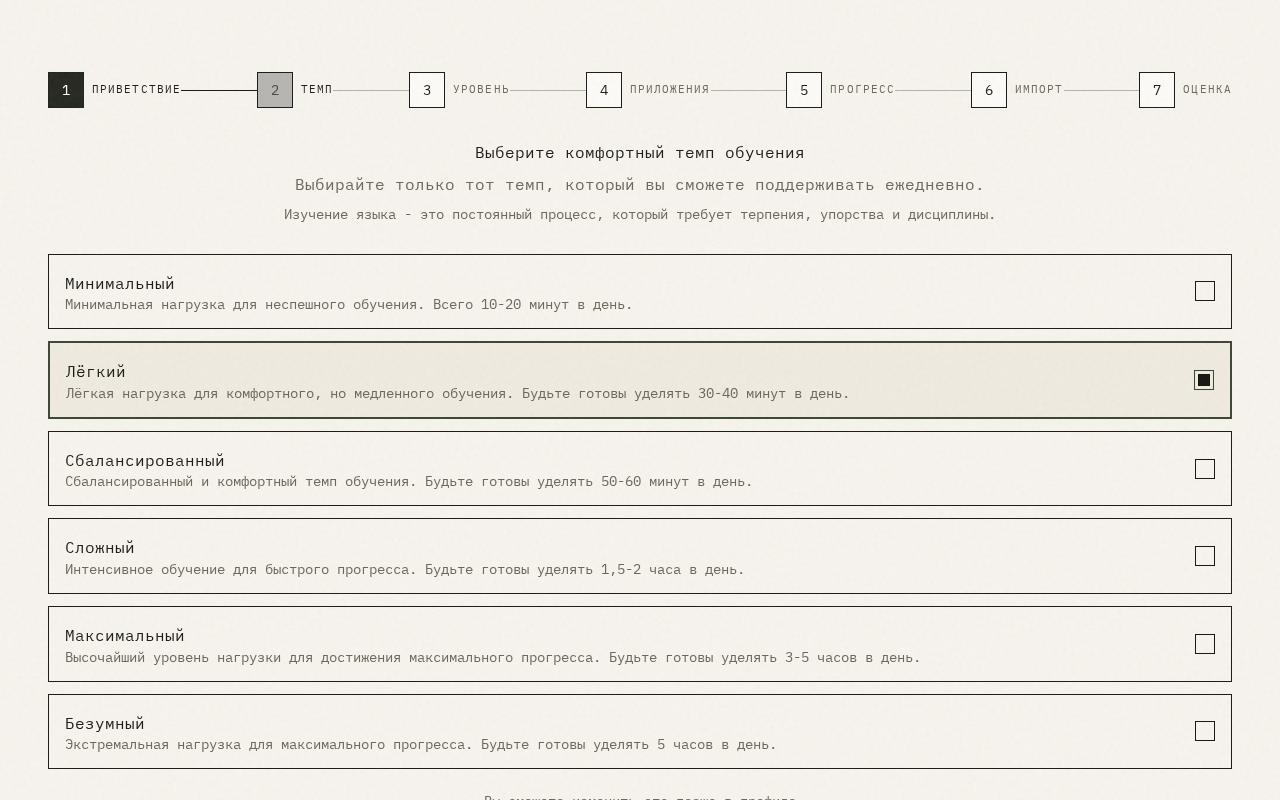 1 ПРИВЕТСТВИЕ 2 ТЕМП 3 УРОВЕНЬ 4 ПРИЛОЖЕНИЯ 5 ПРОГРЕСС 6 ИМПОРТ 7 ОЦЕНКА
Выберите комфортный темп обучения
Выбирайте только тот темп, который вы сможете поддерживать ежедневно.
Изучение языка - это постоянный процесс, который требует терпения, упорства и дисциплины.
Минимальный
Минимальная нагрузка для неспешного обучения. Всего 10-20 минут в день.
Лёгкий
Лёгкая нагрузка для комфортного, но медленного обучения. Будьте готовы уделять 30-40 минут в день.
Сбалансированный
Сбалансированный и комфортный темп обучения. Будьте готовы уделять 50-60 минут в день.
Сложный
Интенсивное обучение для быстрого прогресса. Будьте готовы уделять 1,5-2 часа в день.
Максимальный
Высочайший уровень нагрузки для достижения максимального прогресса. Будьте готовы уделять 3-5 часов в день.
Безумный
Экстремальная нагрузка для максимального прогресса. Будьте готовы уделять 5 часов в день.